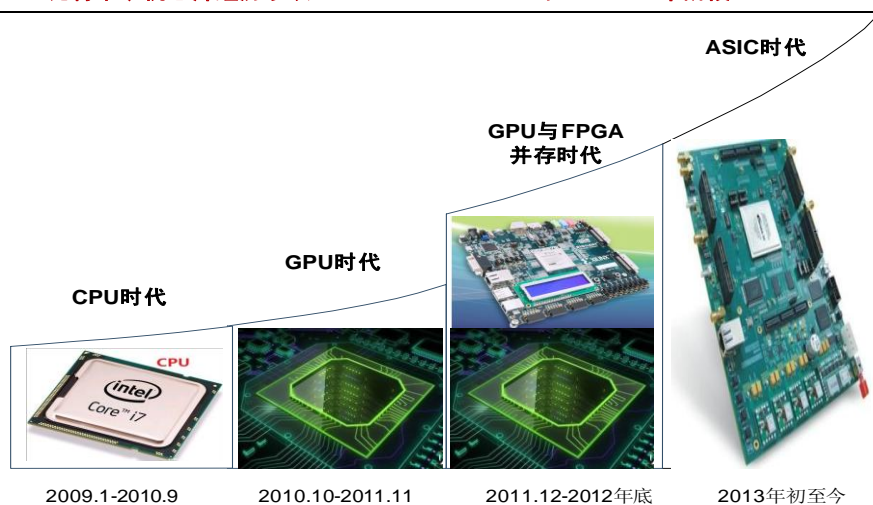 ASIC时代
GPU与FPGA
并存时代
GPU时代
CPU时代
CPU
intel
Core™ i7
2009.1-2010.9
2010.10-2011.11
2011.12-2012年底
2013年初至今